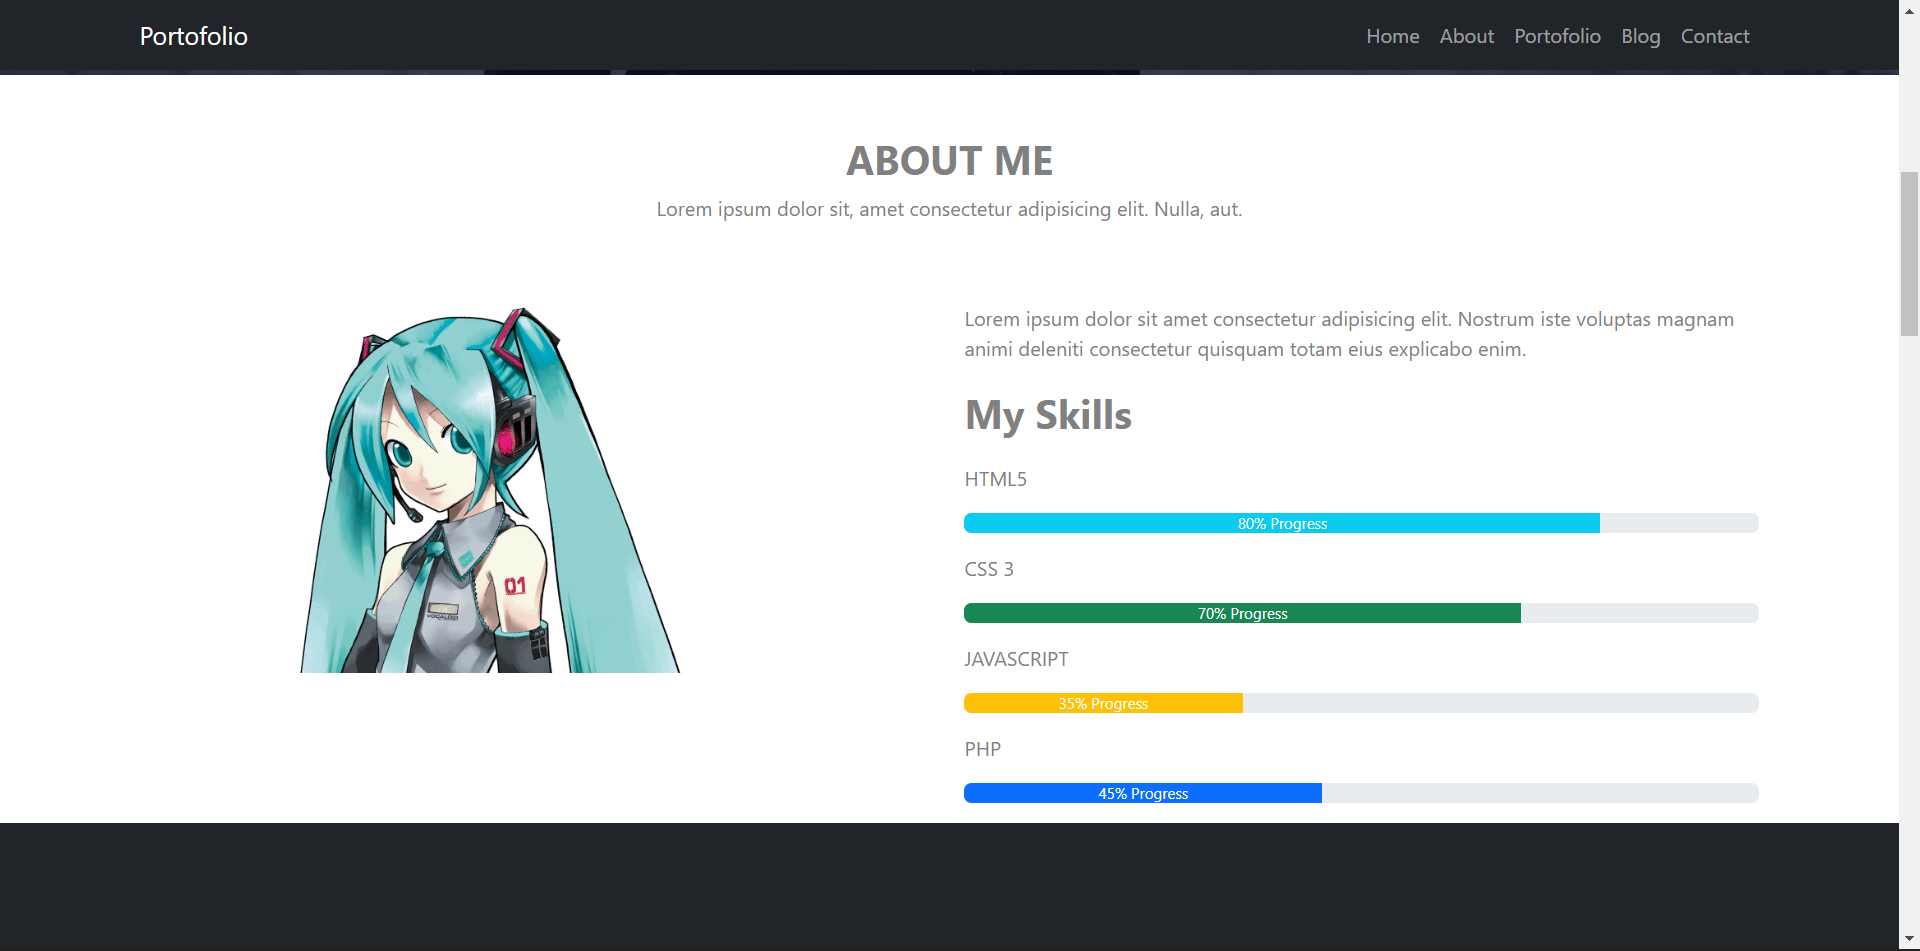 Portofolio
Home About Portofolio Blog Contact
ABOUT ME
Lorem ipsum dolor sit, amet consectetur adipisicing elit. Nulla, aut.
01
VOCALOID
Lorem ipsum dolor sit amet consectetur adipisicing elit. Nostrum iste voluptas magnam
animi deleniti consectetur quisquam totam eius explicabo enim.
My Skills
HTML5
80% Progress
CSS 3
70% Progress
JAVASCRIPT
35% Progress
PHP
45% Progress